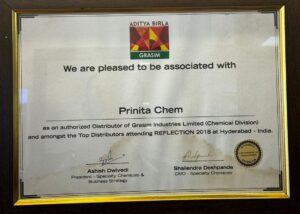 ADITYA BIRLA
GRASIM
We are pleased to be associated with
Prinita Chem
as an authorized Distributor of Grasim Industries Limited (Chemical Division)
and amongst the Top Distributors attending REFLECTION 2018 at Hyderabad - India.
Ashish Dwivedi
President - Specialty Chemicals &
Business Strategy
Shailendra Deshpande
CMO - Specialty Chemicals